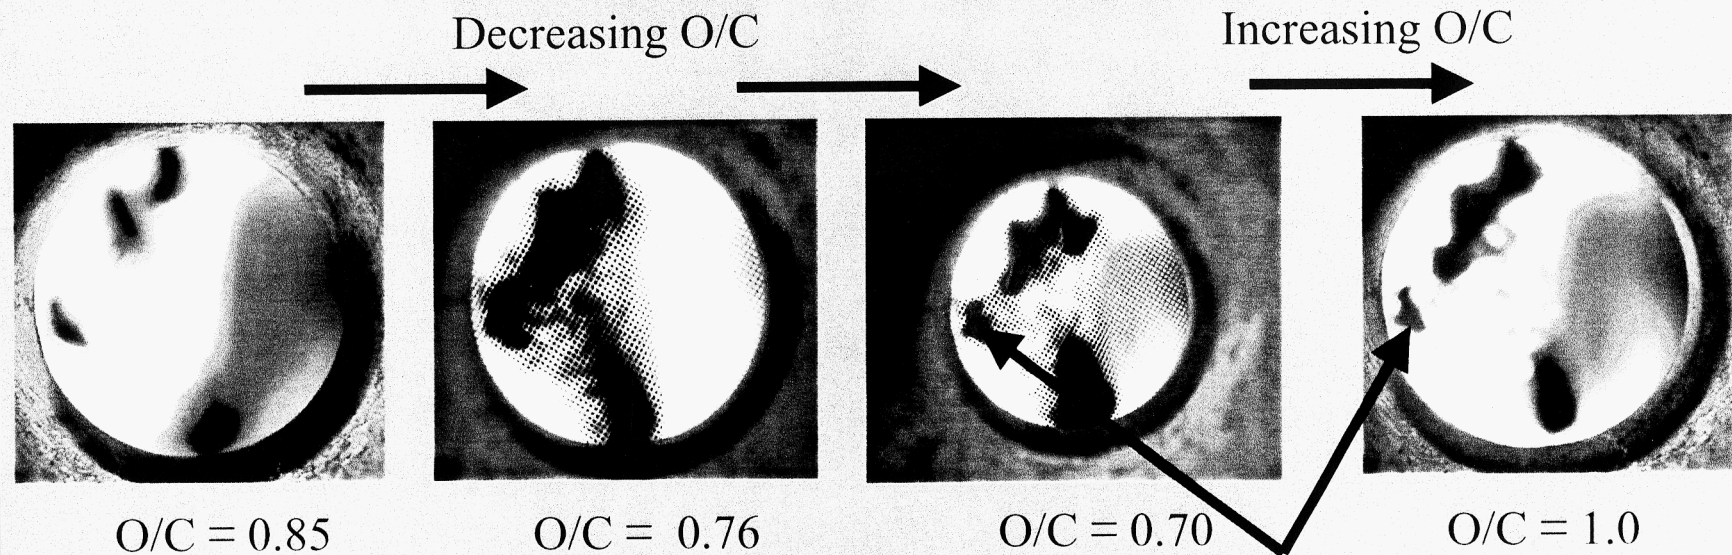 Decreasing O/C
Increasing O/C
O/C = 0.85
O/C = 0.76
O/C = 0.70
O/C = 1.0